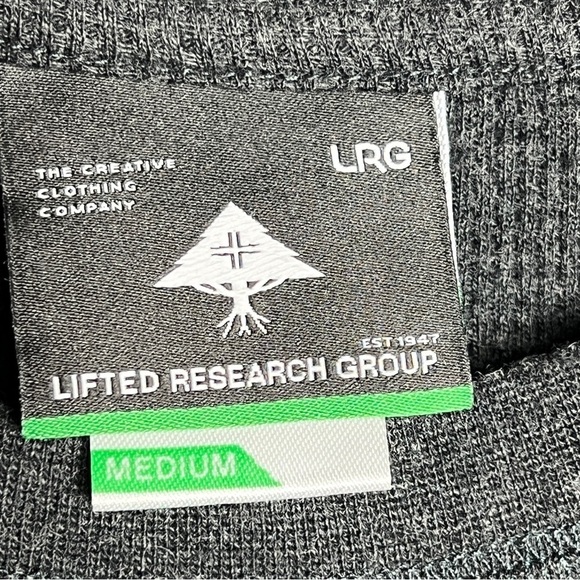 THE CREATIVE
CLOTHING
COMPANY
LRG
EST 1947
LIFTED RESEARCH GROUP
MEDIUM